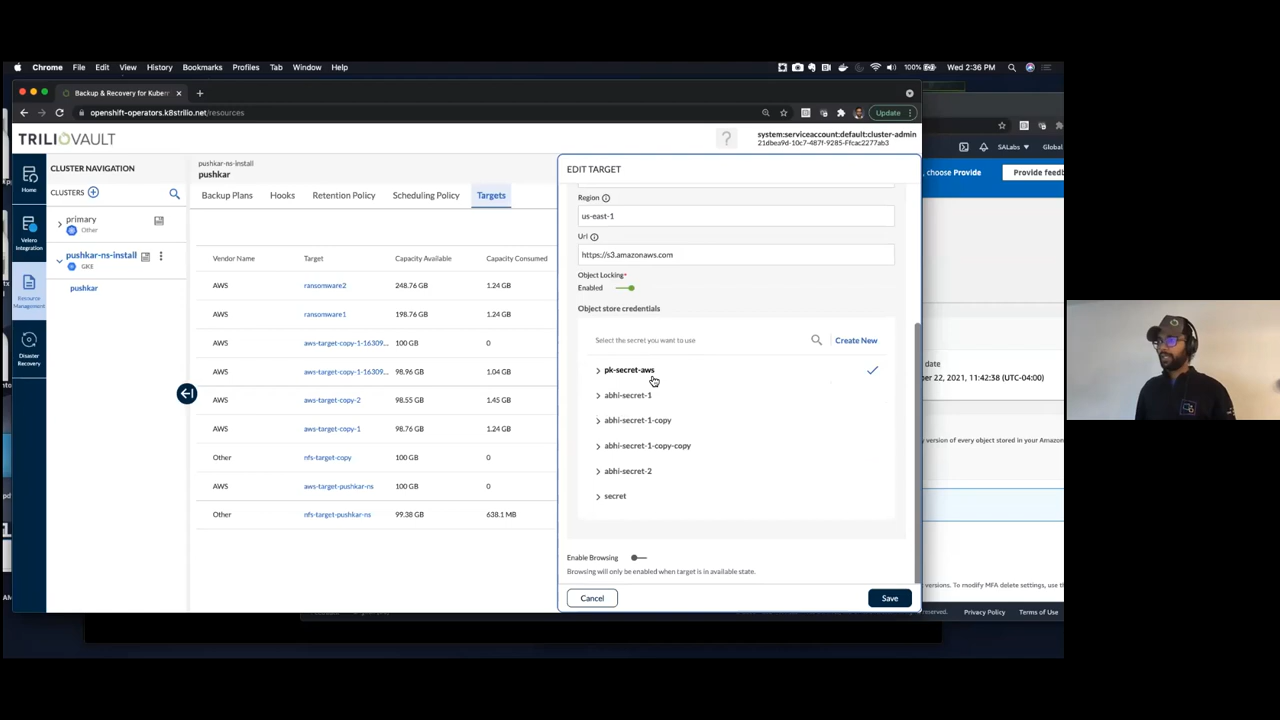 Chrome File Edit View History Bookmarks Profiles Tab Window Help
100% Wed 2:36 PM
Backup & Recovery for Kuber
openshift-operators.k8strilio.net/resources
Update
TRILIOVAULT
?
system:serviceaccount:default:cluster-admin
21dbea9d-10c7-487f-9285-Ffcac2277ab3
SALabs
Global
, choose Provide
Provide feedb
Home
Velero Integration
Resource Management
Disaster Recovery
CLUSTER NAVIGATION
CLUSTERS
primary
Other
pushkar-ns-install
GKE
pushkar
pushkar-ns-install
pushkar
Backup Plans Hooks Retention Policy Scheduling Policy Targets
Vendor Name Target Capacity Available Capacity Consumed
AWS ransomware2 248.76 GB 1.24 GB
AWS ransomware1 198.76 GB 1.24 GB
AWS aws-target-copy-1-16309... 100 GB 0
AWS aws-target-copy-1-16309... 98.96 GB 1.04 GB
AWS aws-target-copy-2 98.55 GB 1.45 GB
AWS aws-target-copy-1 98.76 GB 1.24 GB
Other nfs-target-copy 100 GB 0
AWS aws-target-pushkar-ns 100 GB 0
Other nfs-target-pushkar-ns 99.38 GB 638.1 MB
EDIT TARGET
Region
us-east-1
Url
https://s3.amazonaws.com
Object Locking*
Enabled
Object store credentials
Select the secret you want to use
Create New
pk-secret-aws
abhi-secret-1
abhi-secret-1-copy
abhi-secret-1-copy-copy
abhi-secret-2
secret
Enable Browsing
Browsing will only be enabled when target is in available state.
Cancel
Save
date
ber 22, 2021, 11:42:38 (UTC-04:00)
y version of every object stored in your Amazon
versions. To modify MFA delete settings, use the
reserved. Privacy Policy Terms of Use